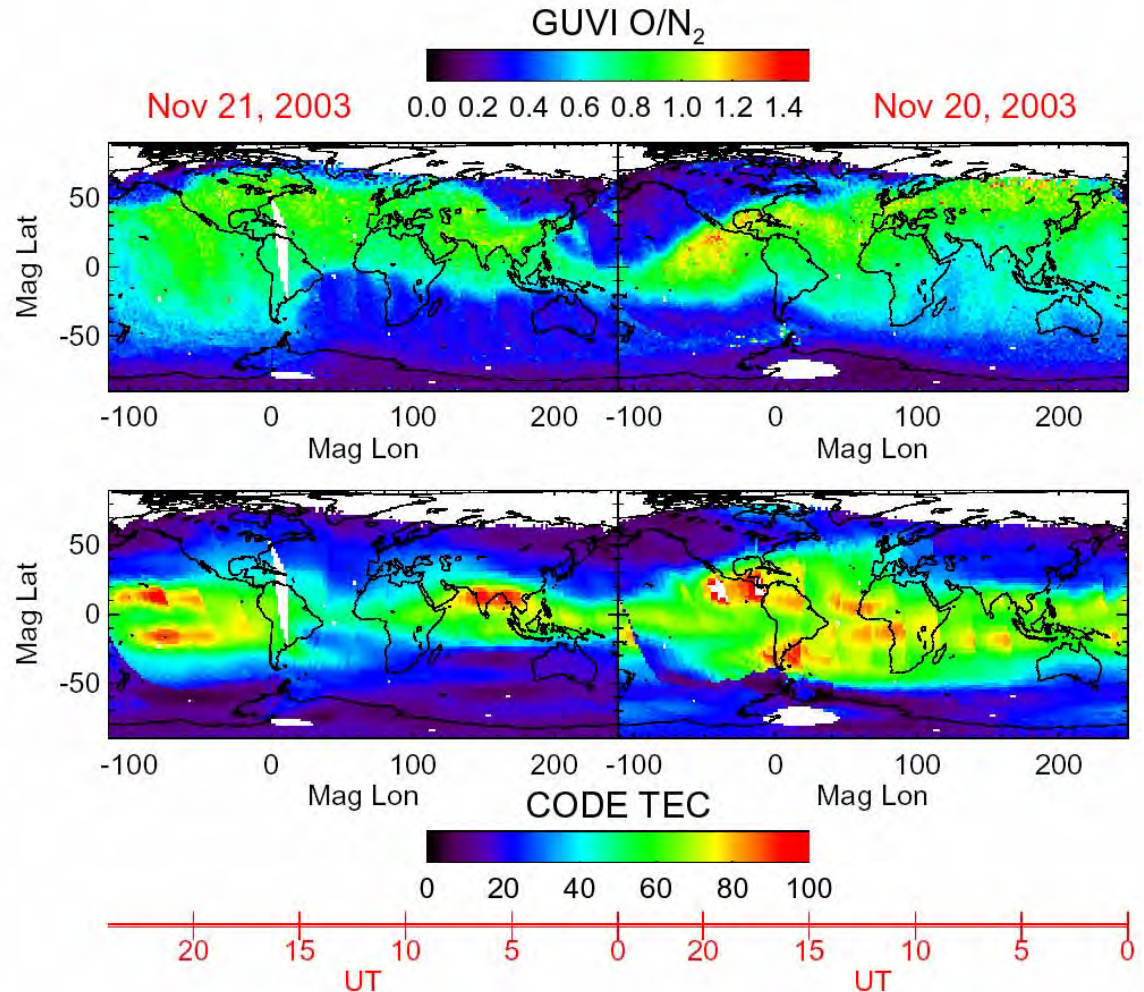 GUVI O/N₂
Nov 21, 2003
0.0 0.2 0.4 0.6 0.8 1.0 1.2 1.4
Nov 20, 2003
Mag Lat
50
0
-50
-100 0 100 200 -100 0 100 200
Mag Lon Mag Lon
Mag Lat
50
0
-50
-100 0 100 200 -100 0 100 200
Mag Lon Mag Lon
CODE TEC
0 20 40 60 80 100
20 15 10 5 0 20 15 10 5 0
UT UT